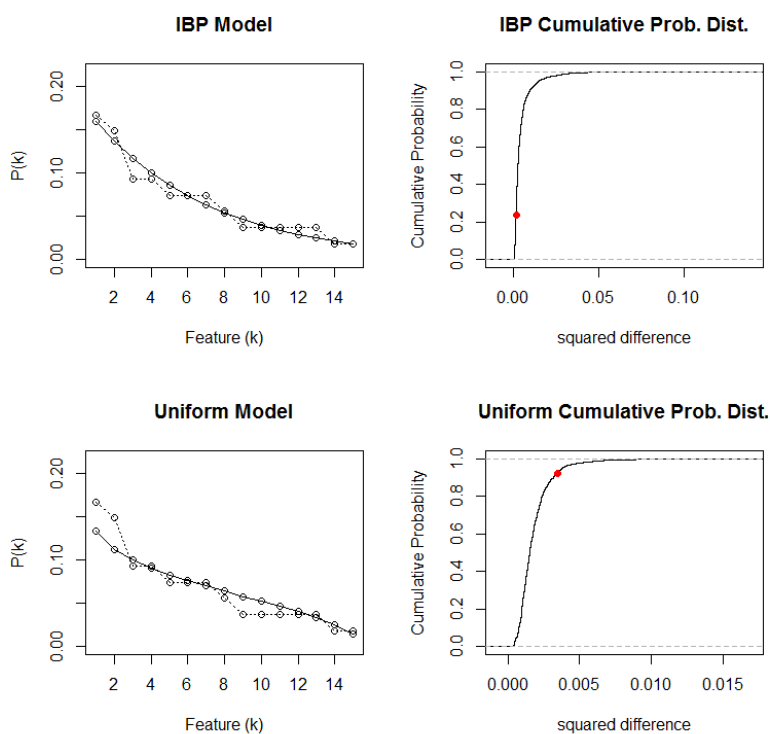 IBP Model
P(k)
0.20
0.10
0.00
2 4 6 8 10 12 14
Feature (k)
IBP Cumulative Prob. Dist.
Cumulative Probability
1.0
0.8
0.6
0.4
0.2
0.0
0.00 0.05 0.10
squared difference
Uniform Model
P(k)
0.20
0.10
0.00
2 4 6 8 10 12 14
Feature (k)
Uniform Cumulative Prob. Dist.
Cumulative Probability
1.0
0.8
0.6
0.4
0.2
0.0
0.000 0.005 0.010 0.015
squared difference